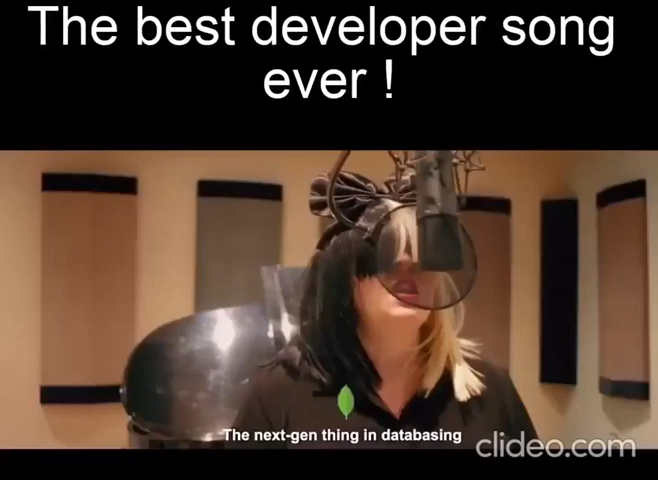 The best developer song
ever !
The next-gen thing in databasing
clideo.com